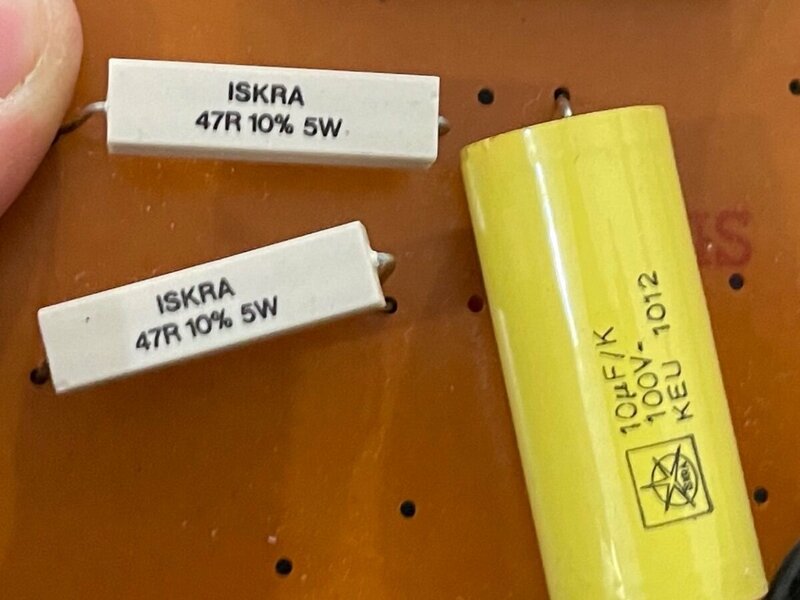 ISKRA
47R 10% 5W
ISKRA
47R 10% 5W
10µF/K
100V-
KEU 1012